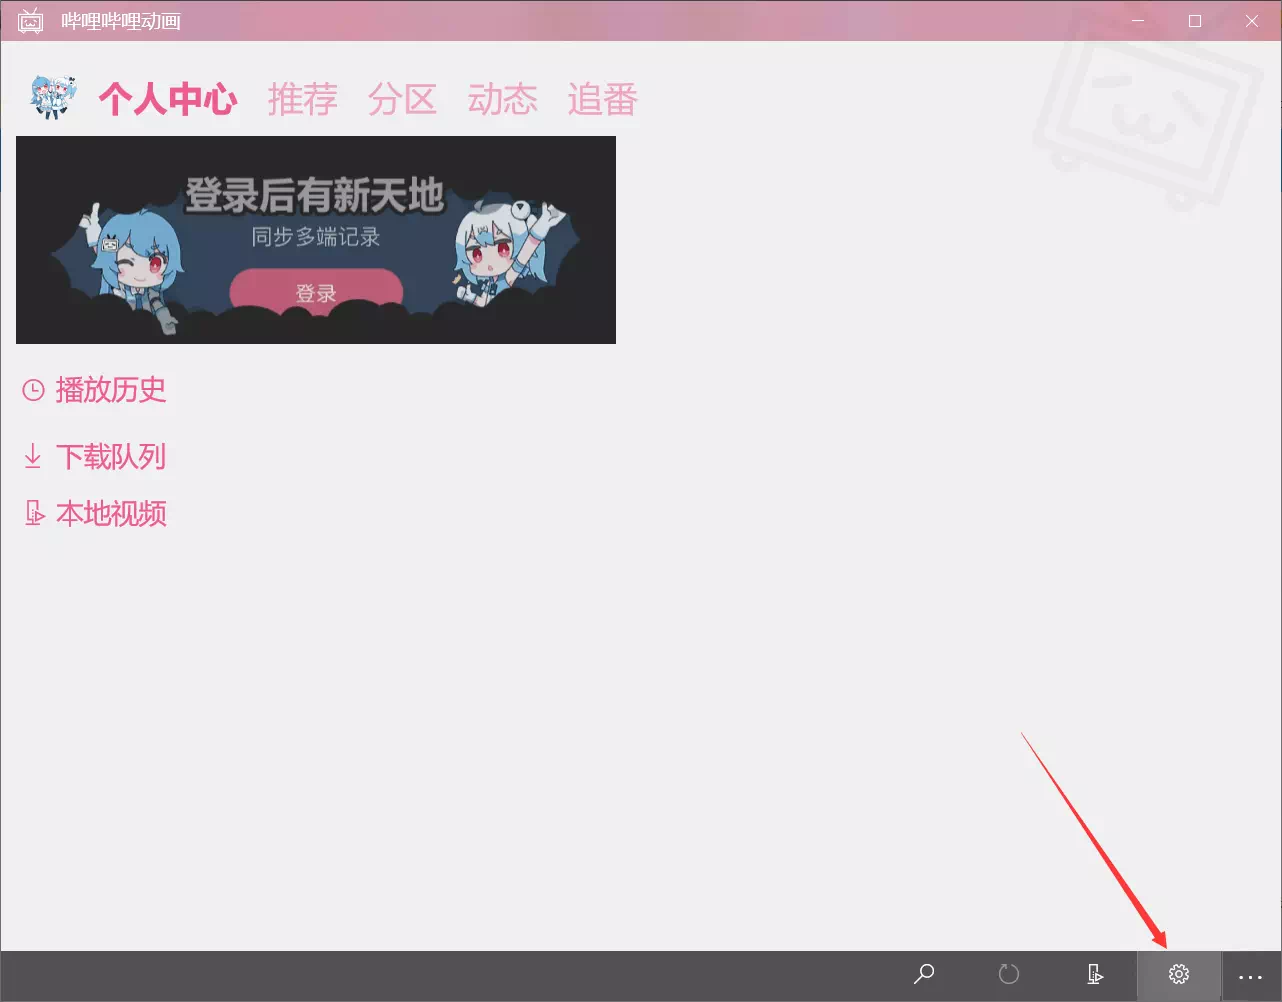 哔哩哔哩动画
个人中心 推荐 分区 动态 追番
登录后有新天地
同步多端记录
登录
播放历史
下载队列
本地视频